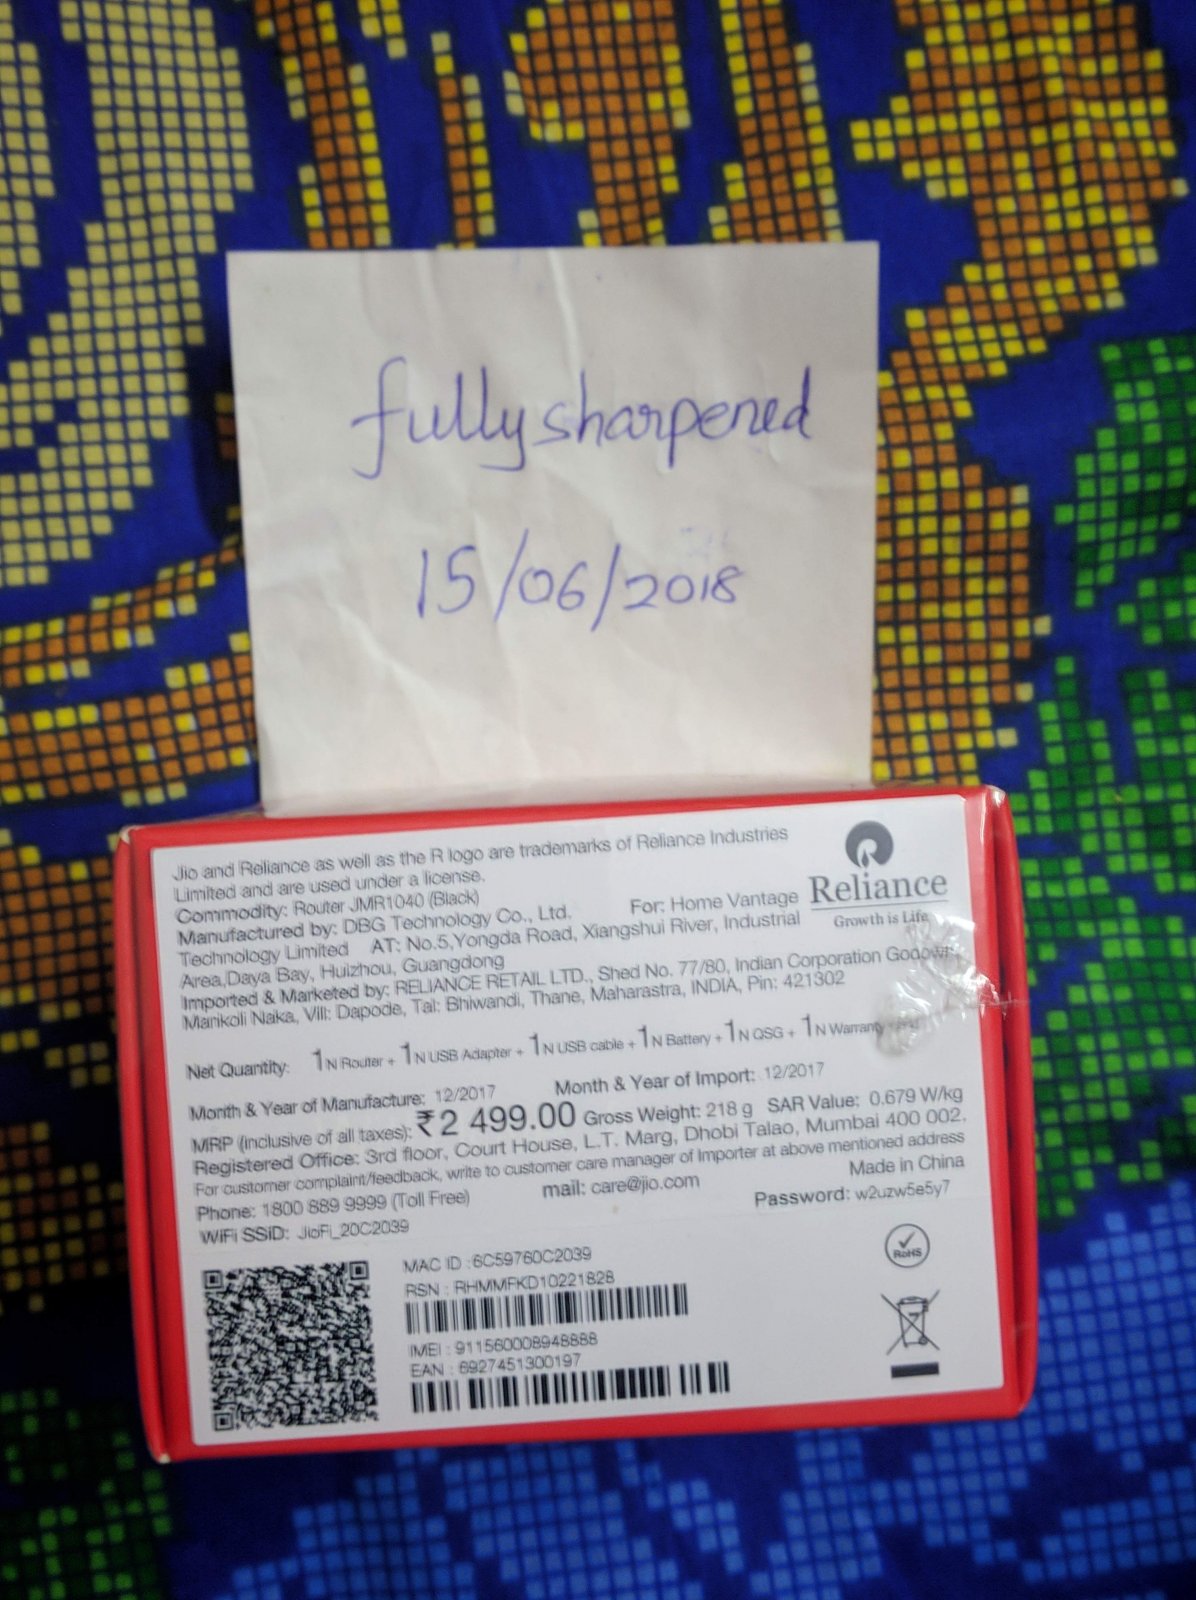 fullysharpened
15/06/2018
Jio and Reliance as well as the R logo are trademarks of Reliance Industries
Limited and are used under a license.
Reliance
Growth is Life
Commodity: Router JMR1040 (Black)
Manufactured by: DBG Technology Co., Ltd. For: Home Vantage
Technology Limited AT: No.5,Yongda Road, Xiangshui River, Industrial
Area,Daya Bay, Huizhou, Guangdong
Imported & Marketed by: RELIANCE RETAIL LTD., Shed No. 77/80, Indian Corporation Godown,
Mankoli Naka, Vill: Dapode, Tal: Bhiwandi, Thane, Maharastra, INDIA, Pin: 421302
Net Quantity: 1N Router + 1N USB Adapter + 1N USB cable + 1N Battery + 1N QSG + 1N Warranty
Month & Year of Manufacture: 12/2017 Month & Year of Import: 12/2017
MRP (inclusive of all taxes): ₹2 499.00 Gross Weight: 218 g SAR Value: 0.679 W/kg
Registered Office: 3rd floor, Court House, L.T. Marg, Dhobi Talao, Mumbai 400 002.
For customer complaint/feedback, write to customer care manager of Importer at above mentioned address
Phone: 1800 889 9999 (Toll Free) mail: care@jio.com Made in China
WiFi SSID: JioFi_20C2039 Password: w2uzw5e5y7
MAC ID : 6C59760C2039
RSN : RHMMFKD10221828
IMEI : 911560008948888
EAN : 6927451300197
RoHS